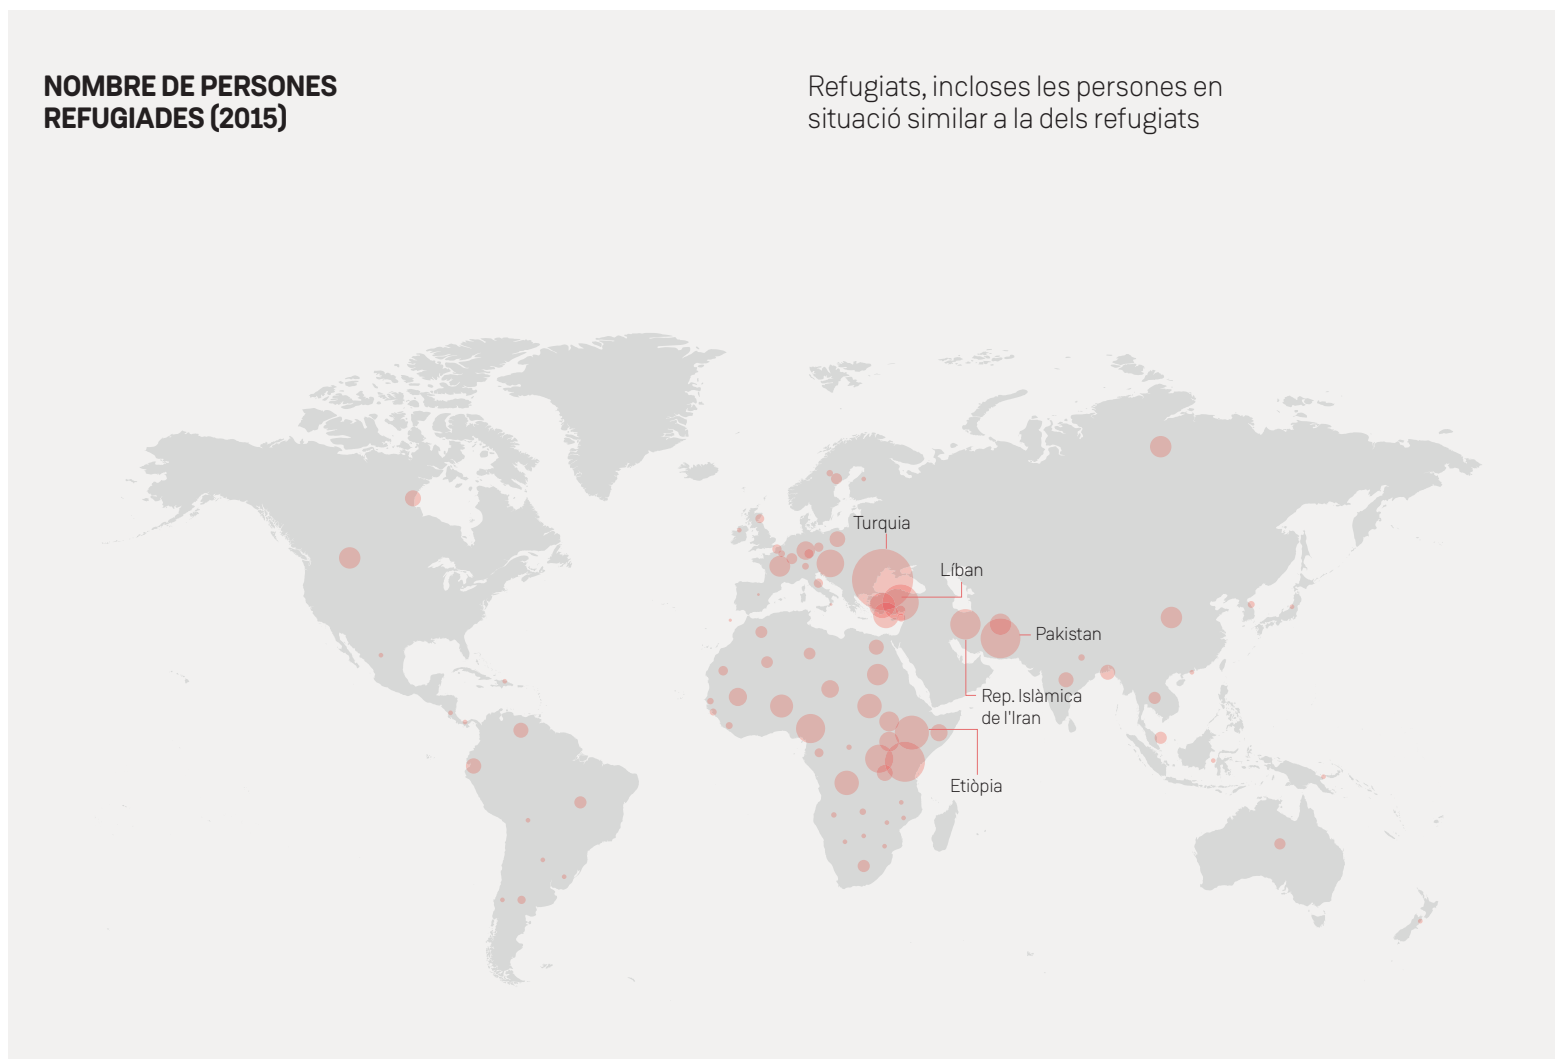 NOMBRE DE PERSONES
REFUGIADES (2015)
Refugiats, incloses les persones en
situació similar a la dels refugiats
Turquia
Líban
Pakistan
Rep. Islàmica
de l'Iran
Etiòpia